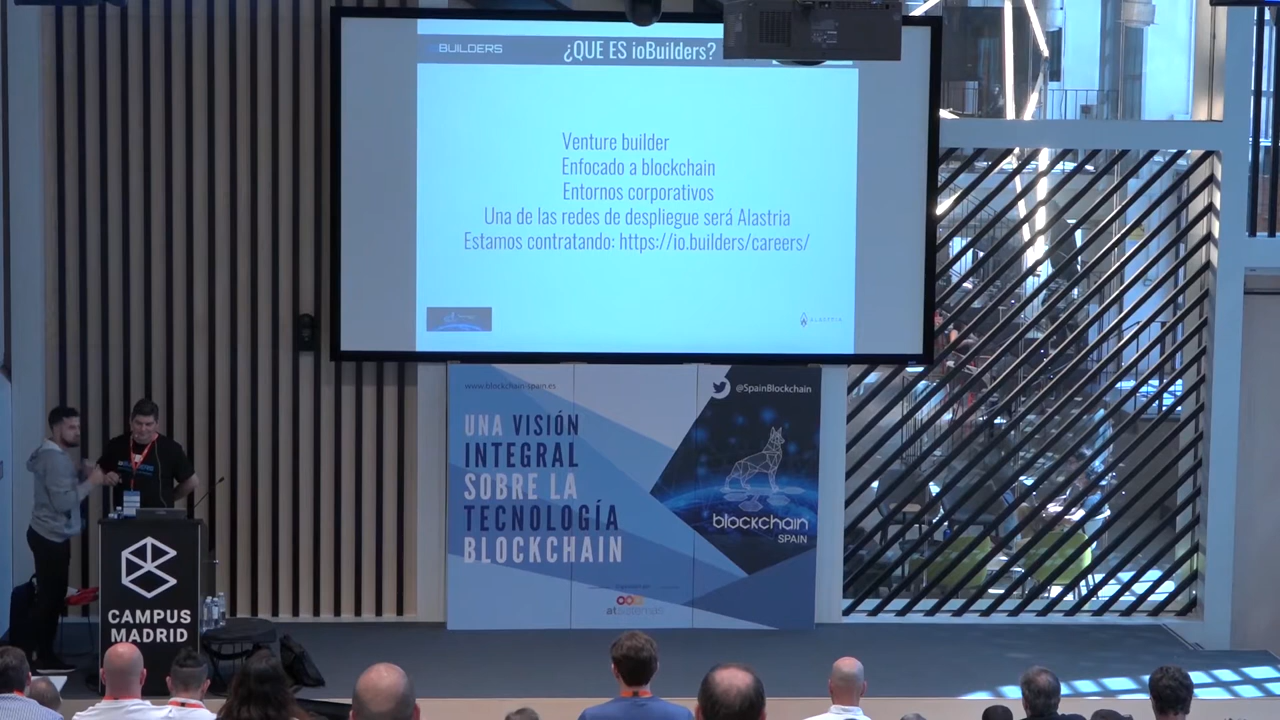 BUILDERS
¿QUE ES ioBuilders?
Venture builder
Enfocado a blockchain
Entornos corporativos
Una de las redes de despliegue será Alastria
Estamos contratando: https://io.builders/careers/
ALASTRIA
www.blockchain-spain.es
@SpainBlockchain
UNA VISIÓN
INTEGRAL
SOBRE LA
TECNOLOGÍA
BLOCKCHAIN
blockchain
SPAIN
atSistemas
CAMPUS
MADRID